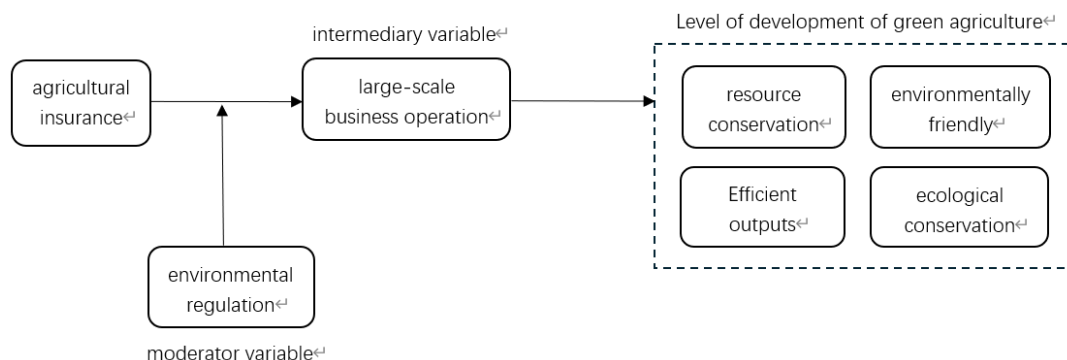 Level of development of green agriculture↵
intermediary variable↵
agricultural
insurance↵
large-scale
business operation↵
resource
conservation↵
environmentally
friendly↵
Efficient
outputs↵
ecological
conservation↵
environmental
regulation↵
moderator variable↵